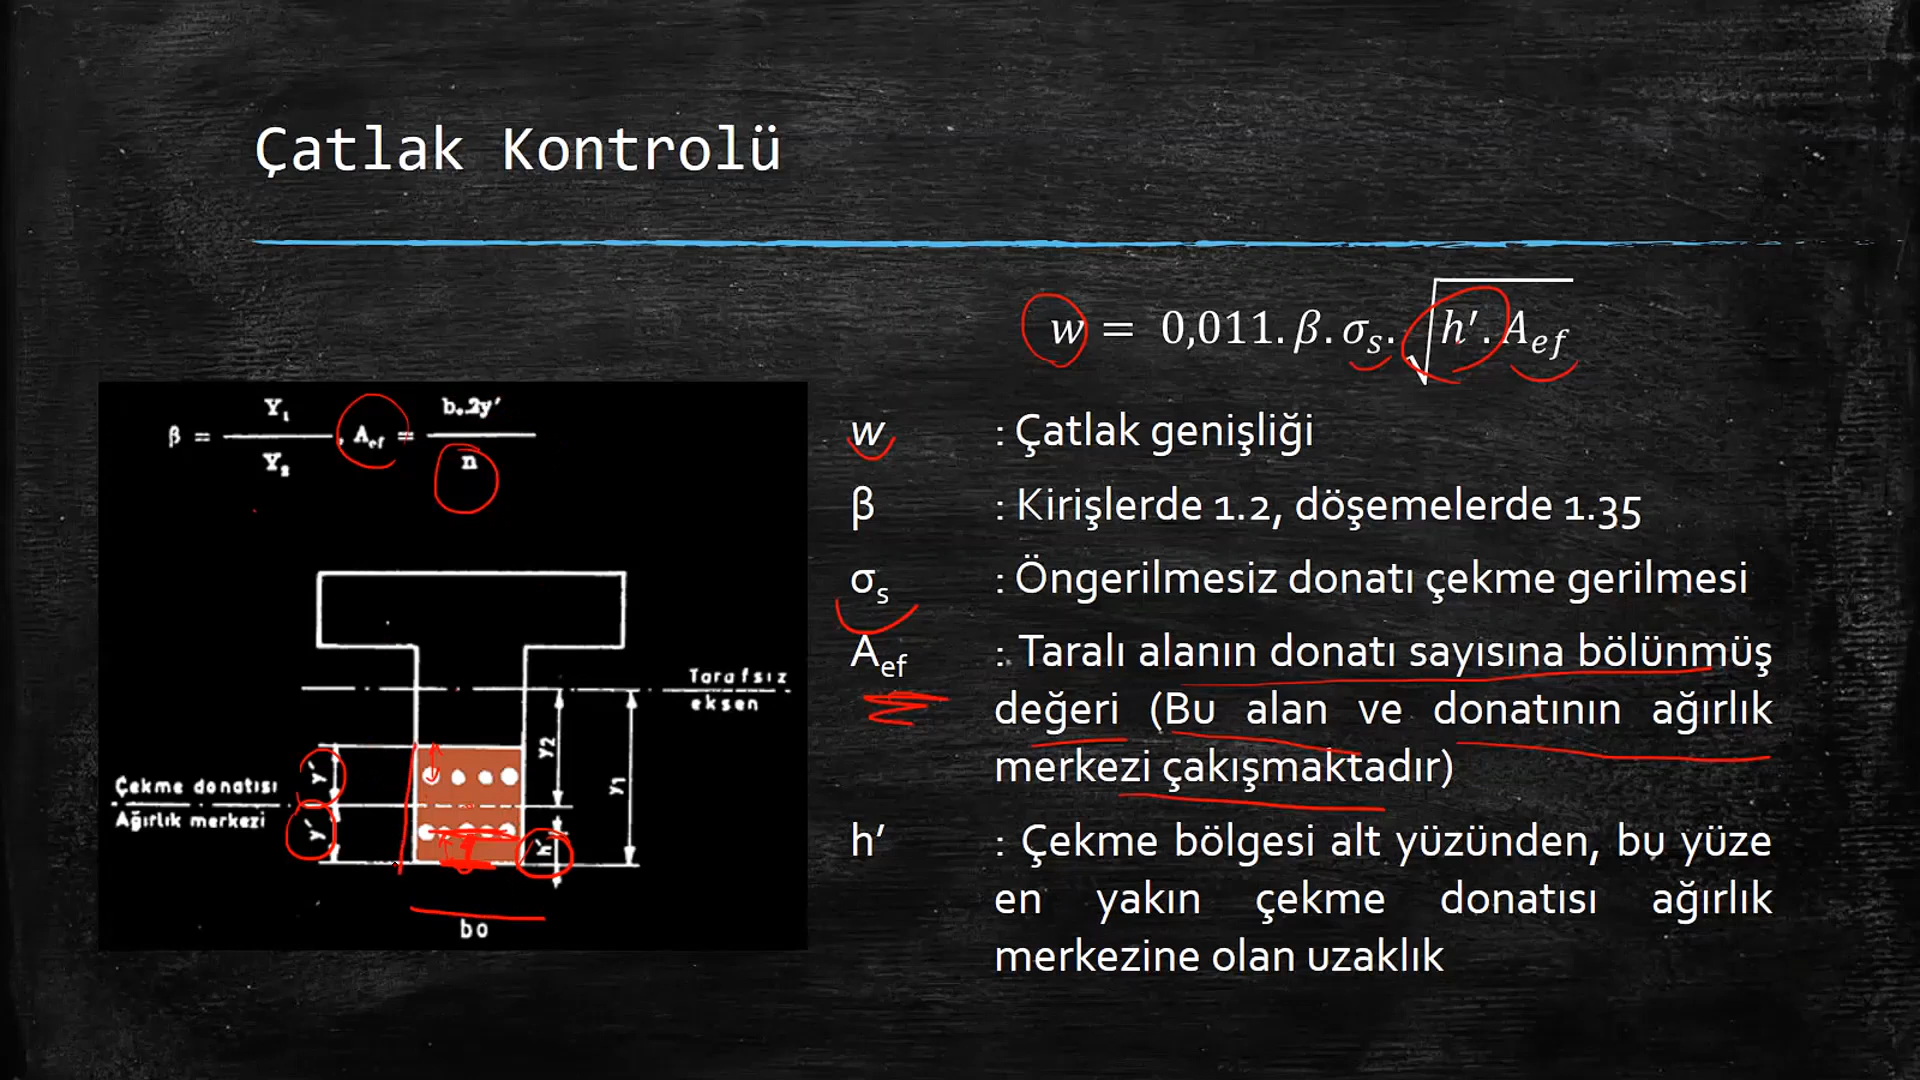 Çatlak Kontrolü
w = 0,011.β.σs.√h′.Aef
β = Y₁ / Y₂ , Aef = b₀.2y′ / n
w : Çatlak genişliği
β : Kirişlerde 1.2, döşemelerde 1.35
σs : Öngerilmesiz donatı çekme gerilmesi
Aef : Taralı alanın donatı sayısına bölünmüş
değeri (Bu alan ve donatının ağırlık
merkezi çakışmaktadır)
h′ : Çekme bölgesi alt yüzünden, bu yüze
en yakın çekme donatısı ağırlık
merkezine olan uzaklık
Tarafsız
eksen
y2
y1
y′
y′
h′
Çekme donatısı
Ağırlık merkezi
bo